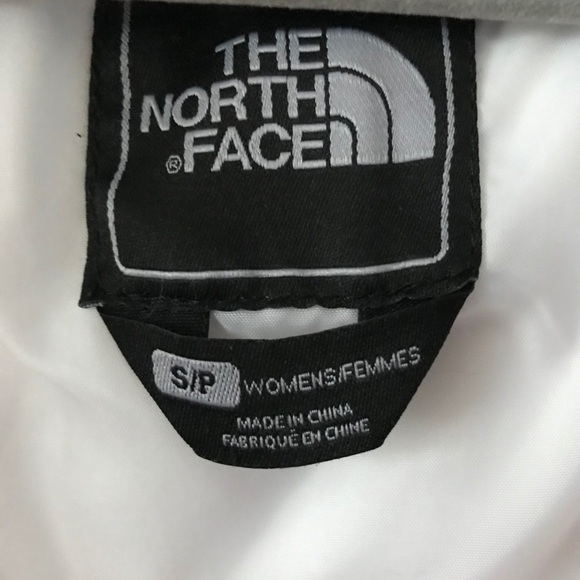 THE
NORTH
® FACE
S/P WOMENS/FEMMES
MADE IN CHINA
FABRIQUÉ EN CHINE